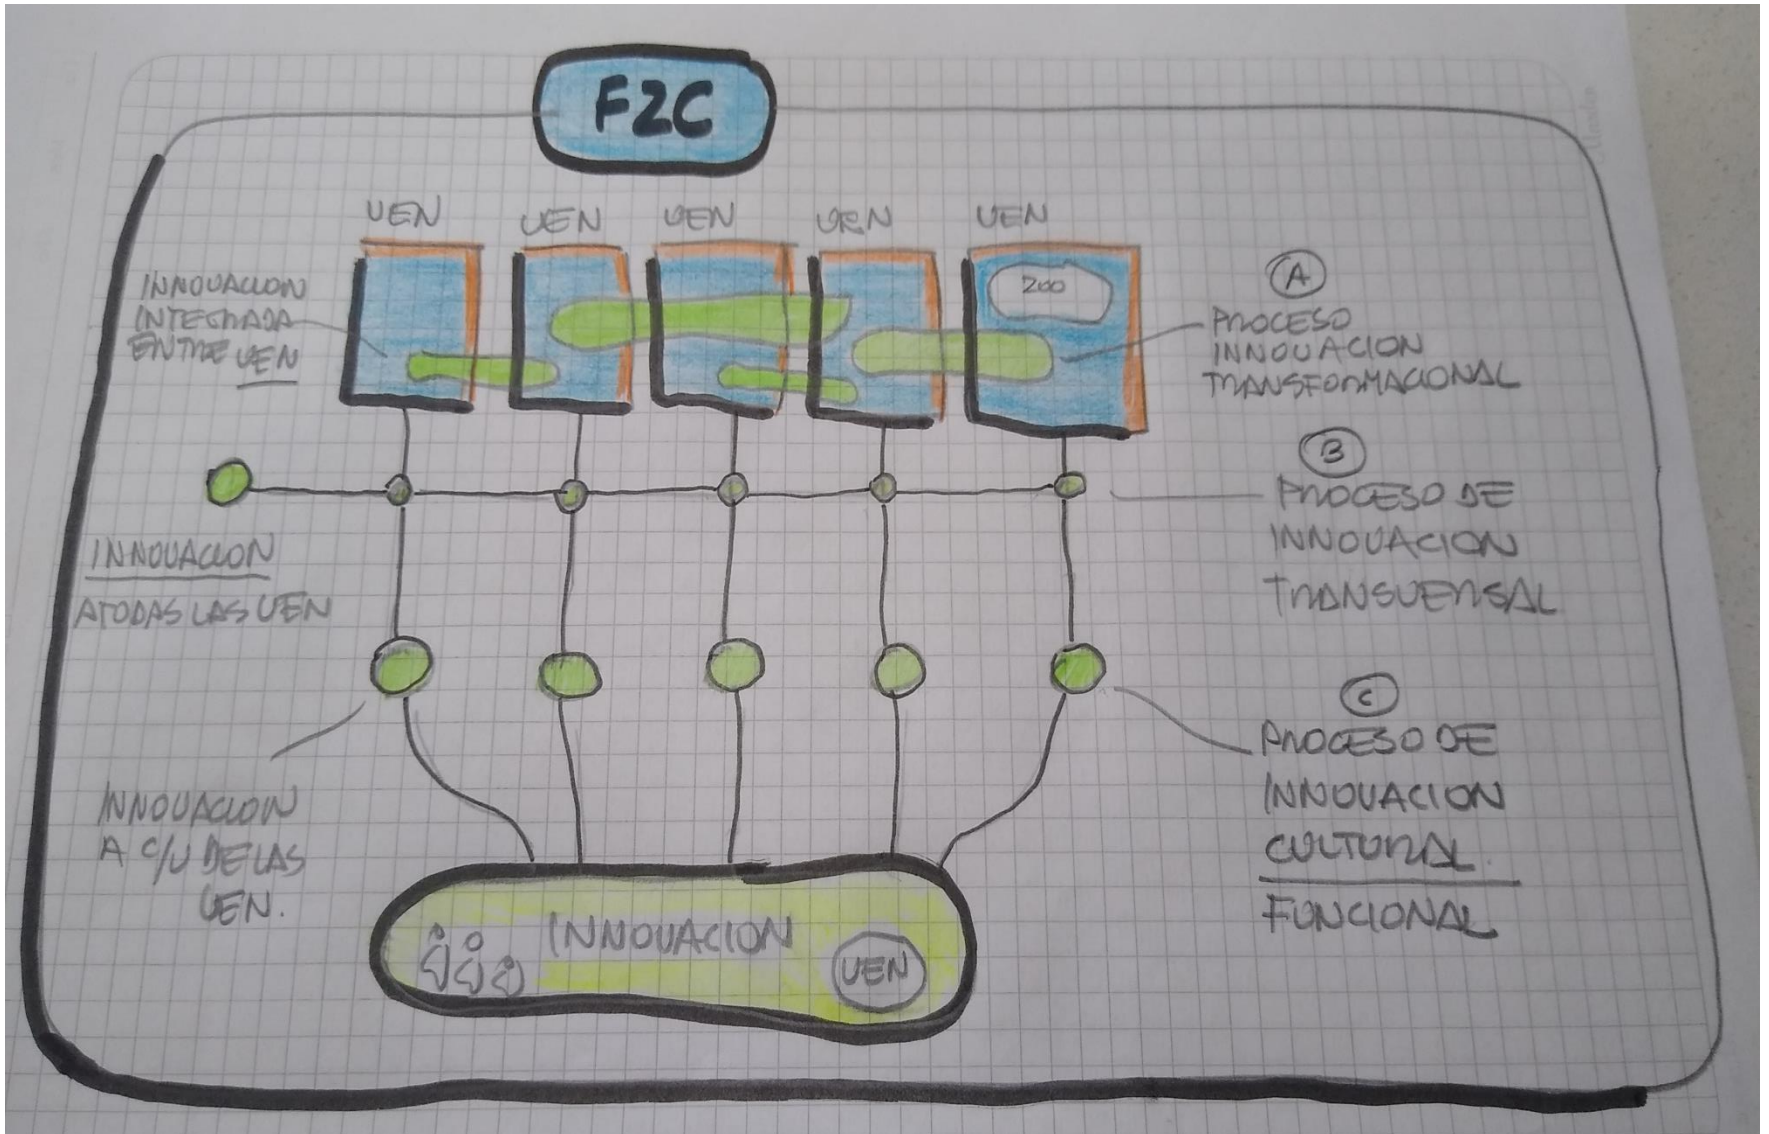 F2C
UEN
UEN
UEN
UEN
UEN
INNOVACION
INTEGRADA
ENTRE UEN
200
A
PROCESO
INNOVACION
TRANSFORMACIONAL
B
PROCESO DE
INNOVACION
TRANSVERSAL
INNOVACION
A TODAS LAS UEN
C
PROCESO DE
INNOVACION
CULTURAL
FUNCIONAL
INNOVACION
A C/U DE LAS
UEN.
INNOVACION
UEN